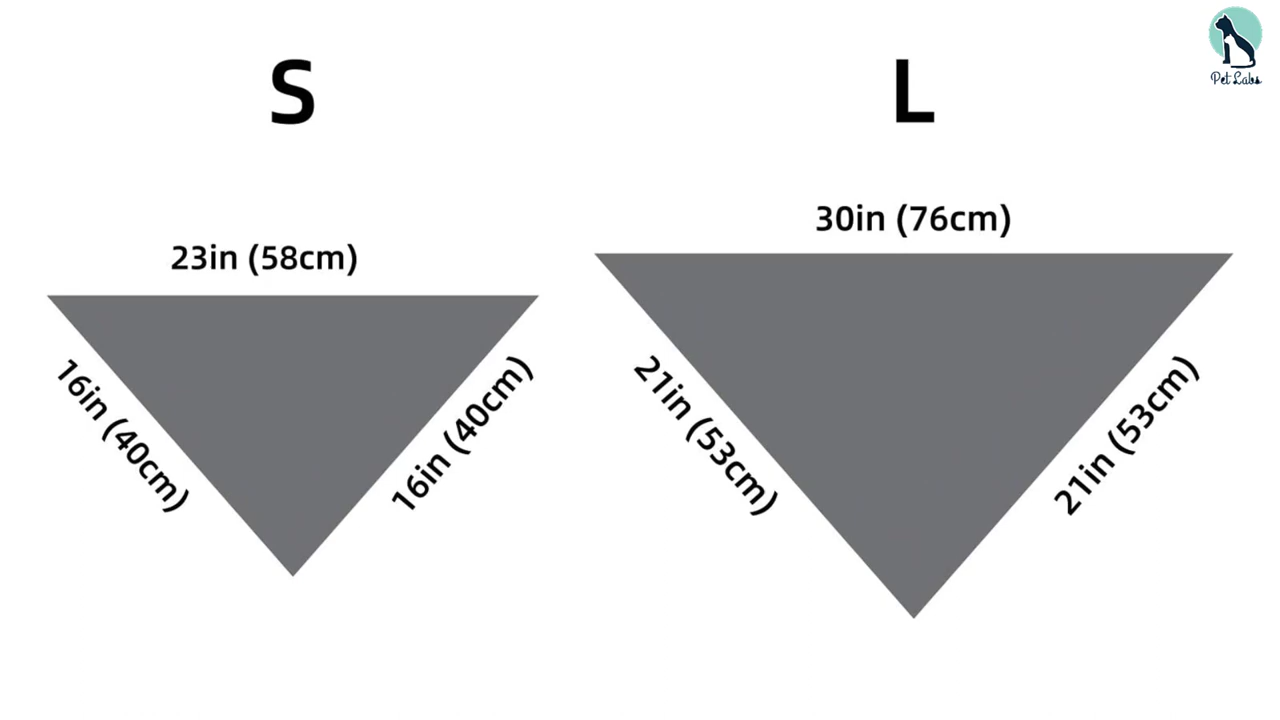 S
L
Pet Labs
23in (58cm)
30in (76cm)
16in (40cm)
16in (40cm)
21in (53cm)
21in (53cm)